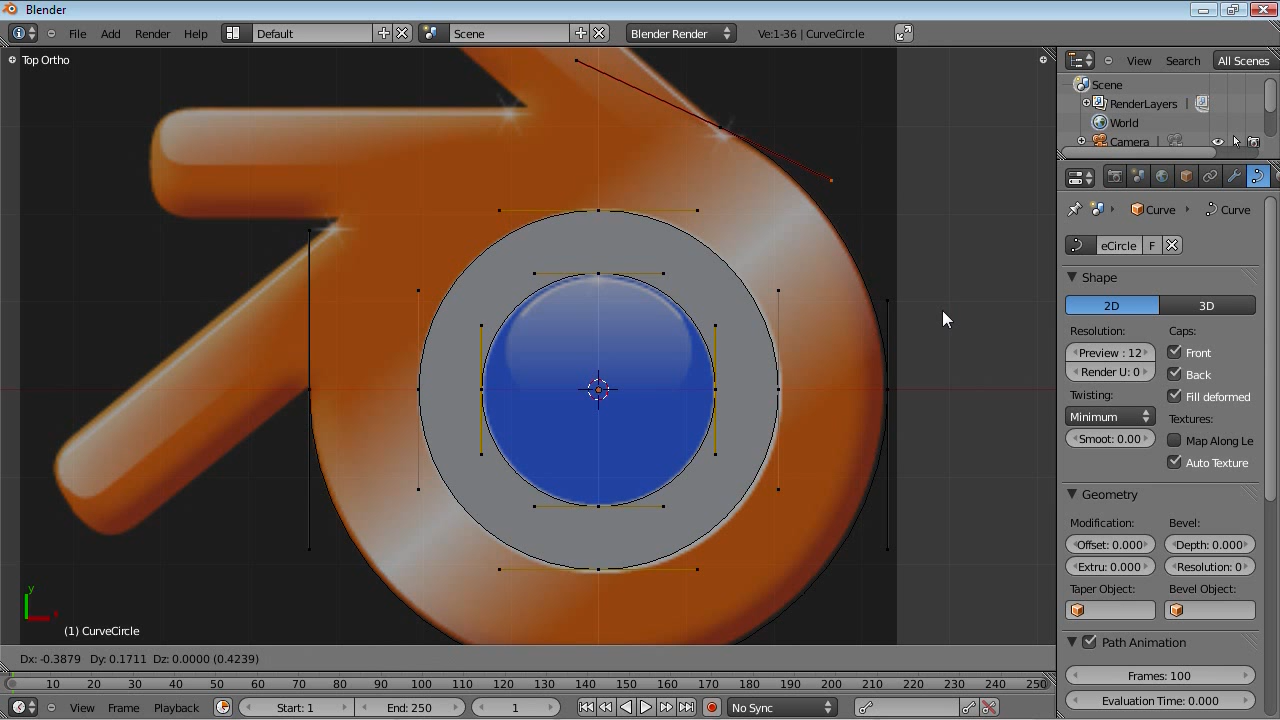 Blender
File Add Render Help Default Scene Blender Render Ve:1-36 | CurveCircle
Top Ortho
View Search All Scenes
Scene
RenderLayers
World
Camera
Curve Curve
eCircle F
Shape
2D 3D
Resolution: Caps:
Preview : 12 Front
Render U: 0 Back
Twisting: Fill deformed
Minimum Textures:
Smoot: 0.00 Map Along Le
Auto Texture
Geometry
Modification: Bevel:
Offset: 0.000 Depth: 0.000
Extru: 0.000 Resolution: 0
Taper Object: Bevel Object:
Path Animation
Frames: 100
Evaluation Time: 0.000
y
(1) CurveCircle
Dx: -0.3879 Dy: 0.1711 Dz: 0.0000 (0.4239)
10 20 30 40 50 60 70 80 90 100 110 120 130 140 150 160 170 180 190 200 210 220 230 240 250
View Frame Playback Start: 1 End: 250 1 No Sync